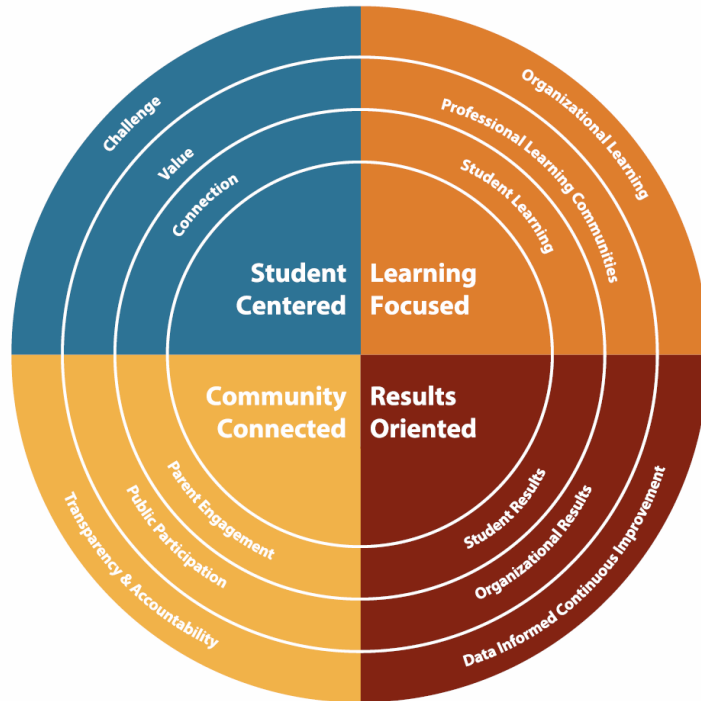 Challenge
Value
Connection
Student
Centered
Organizational Learning
Professional Learning Communities
Student Learning
Learning
Focused
Community
Connected
Parent Engagement
Public Participation
Transparency & Accountability
Results
Oriented
Student Results
Organizational Results
Data Informed Continuous Improvement